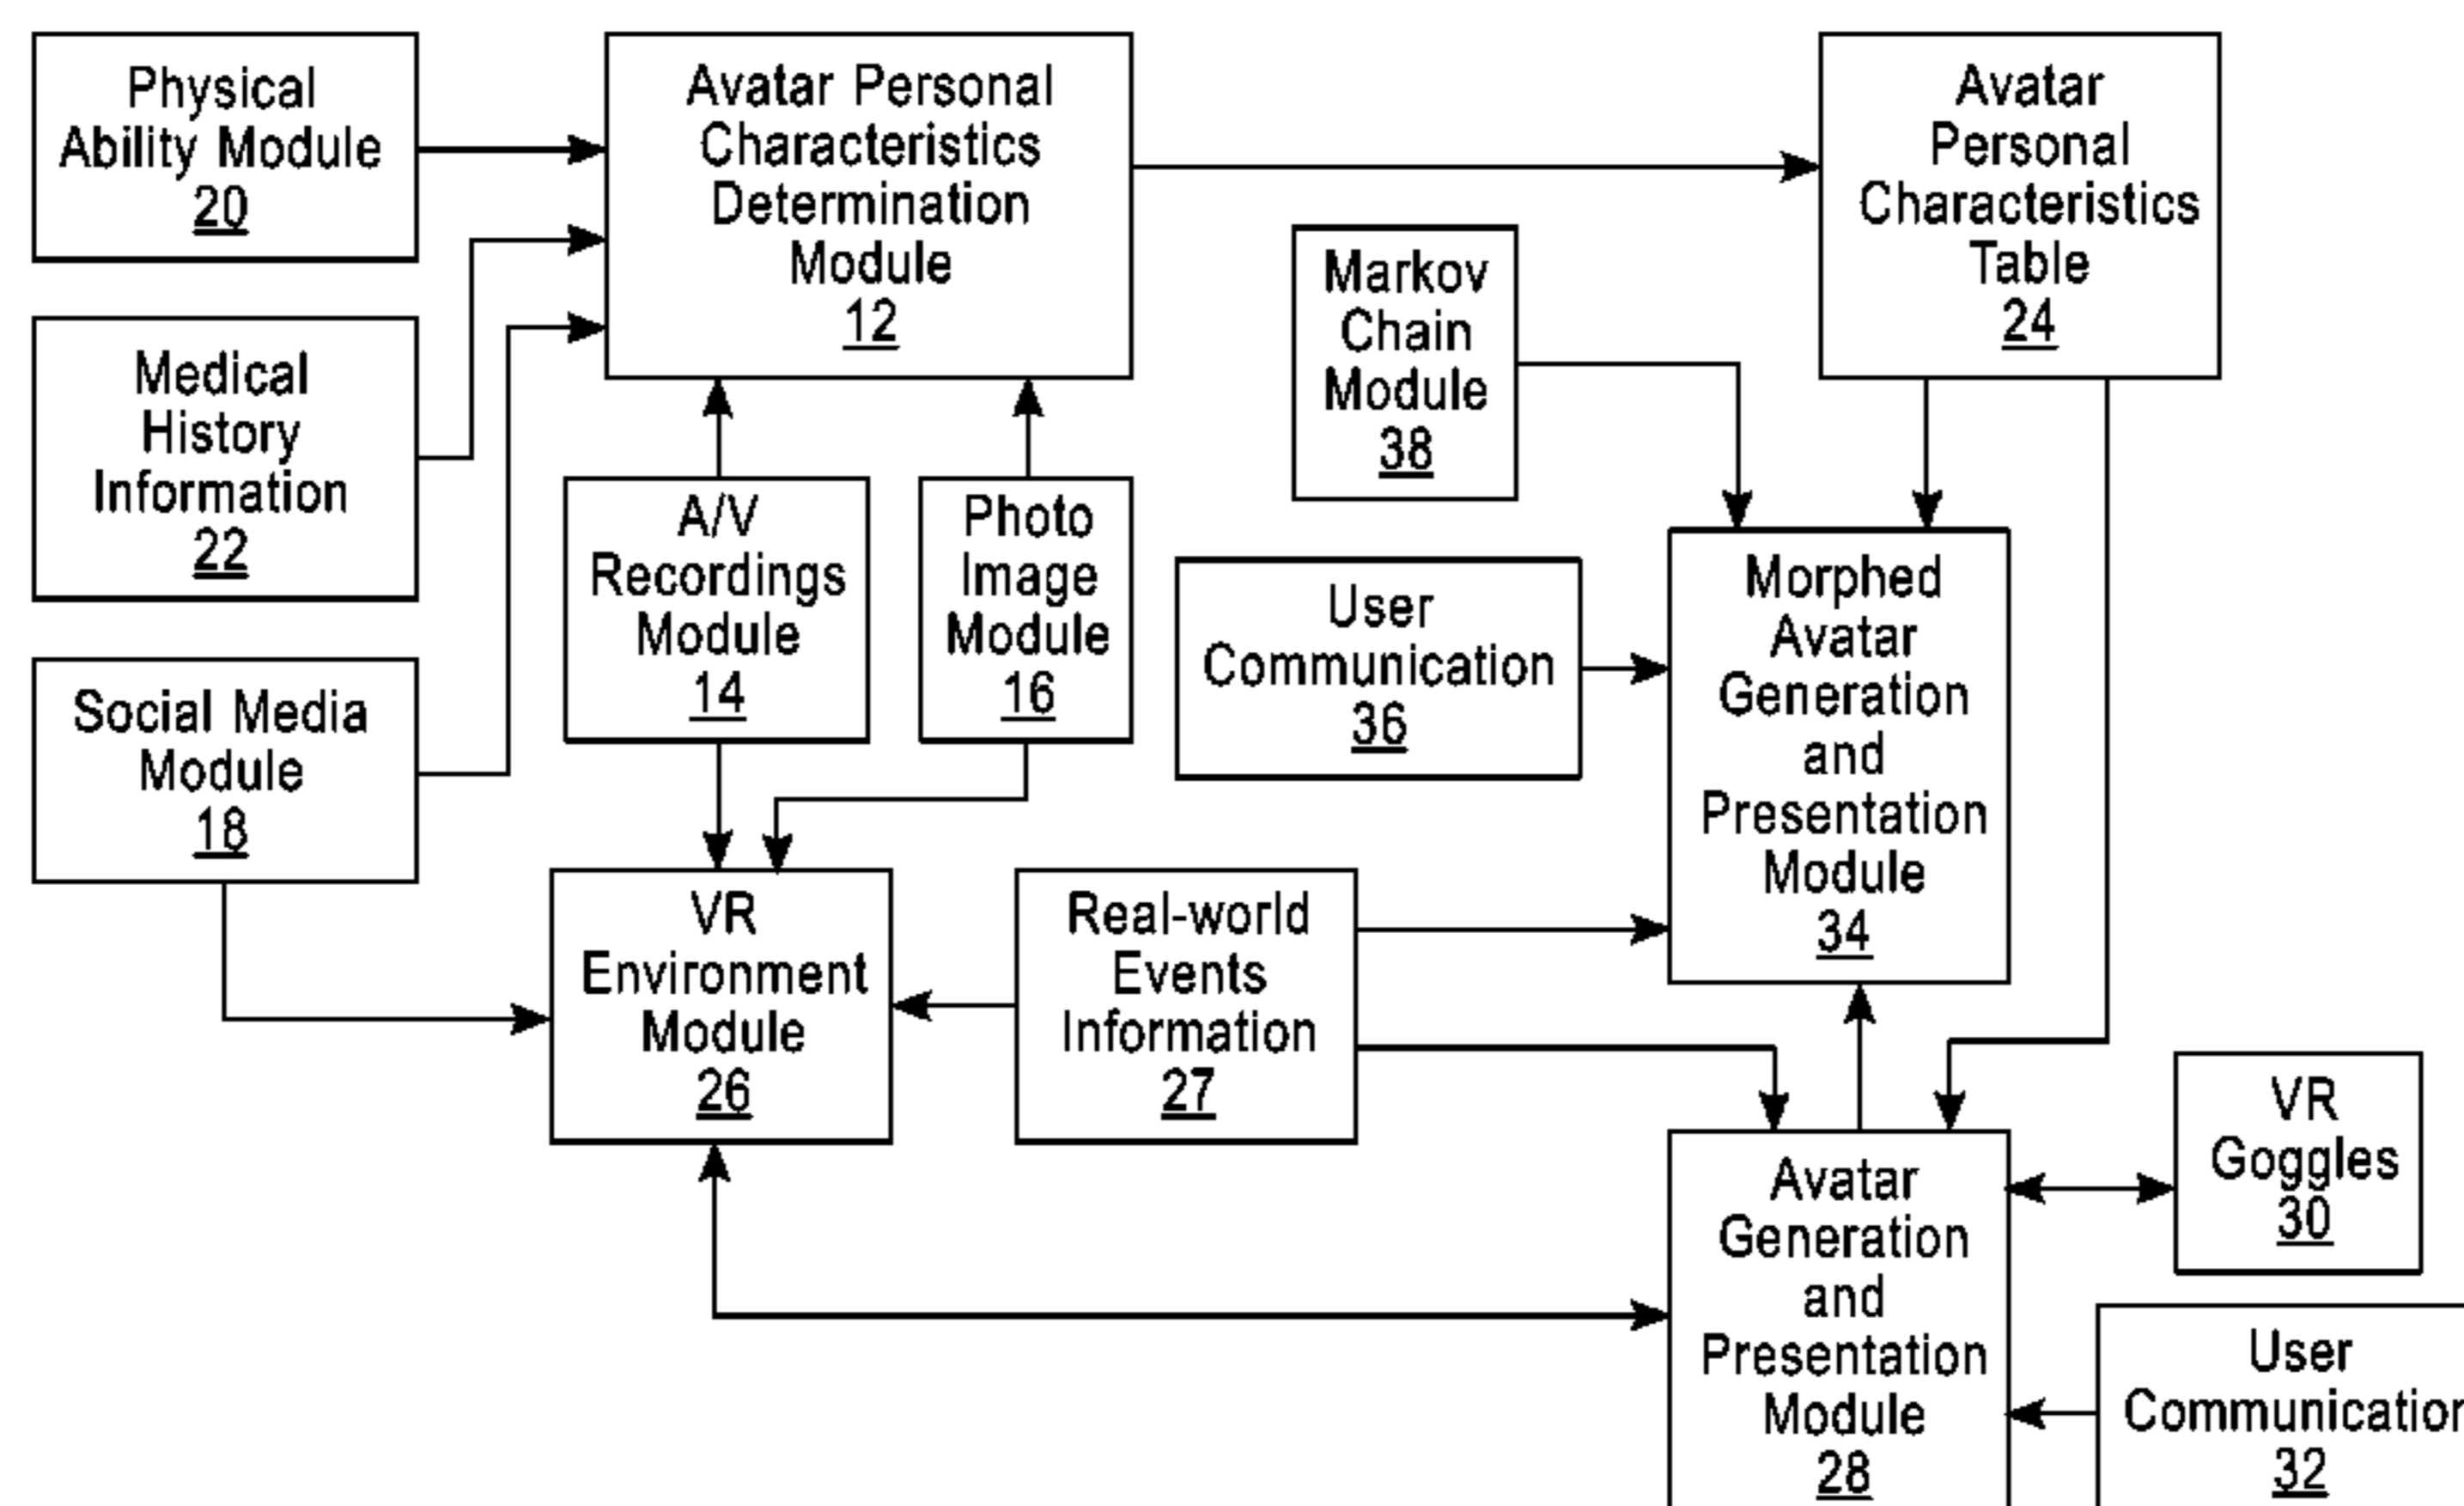 Physical
Ability Module
20
Avatar Personal
Characteristics
Determination
Module
12
Avatar
Personal
Characteristics
Table
24
Medical
History
Information
22
Markov
Chain
Module
38
A/V
Recordings
Module
14
Photo
Image
Module
16
User
Communication
36
Morphed
Avatar
Generation
and
Presentation
Module
34
Social Media
Module
18
VR
Environment
Module
26
Real-world
Events
Information
27
Avatar
Generation
and
Presentation
Module
28
VR
Goggles
30
User
Communication
32